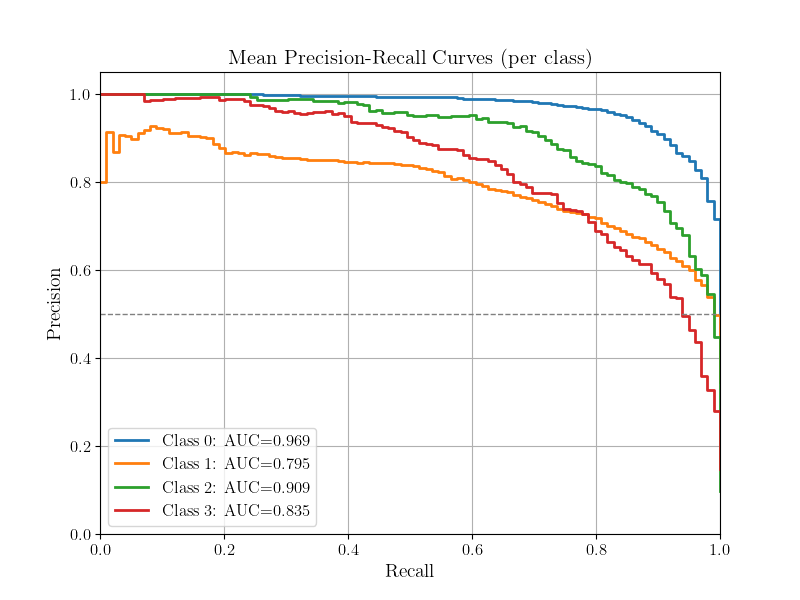 Mean Precision-Recall Curves (per class)
Precision
1.0
0.8
0.6
0.4
0.2
0.0
Class 0: AUC=0.969
Class 1: AUC=0.795
Class 2: AUC=0.909
Class 3: AUC=0.835
0.0 0.2 0.4 0.6 0.8 1.0
Recall